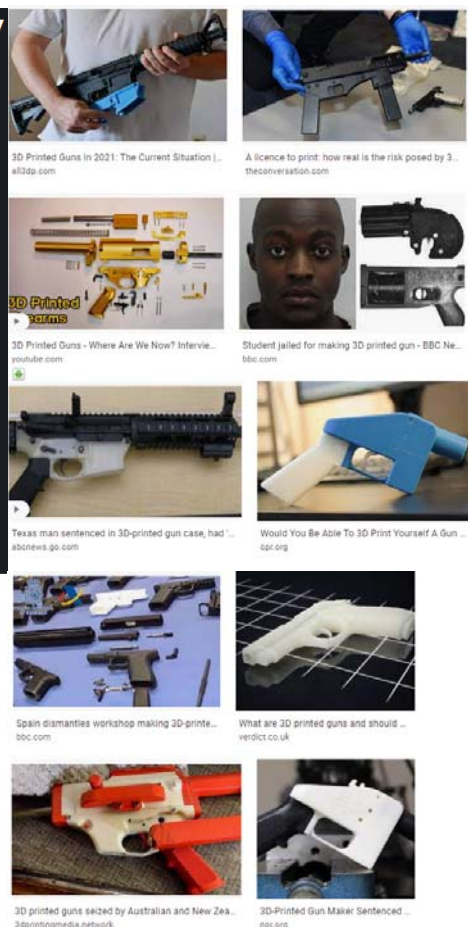 3D Printed Guns in 2021: The Current Situation |...
all3dp.com
A licence to print: how real is the risk posed by 3...
theconversation.com
3D Printed
Firearms
3D Printed Guns - Where Are We Now? Intervie...
youtube.com
Student jailed for making 3D printed gun - BBC Ne...
bbc.com
Texas man sentenced in 3D-printed gun case, had '...
abcnews.go.com
Would You Be Able To 3D Print Yourself A Gun ...
cpr.org
Spain dismantles workshop making 3D-printe...
bbc.com
What are 3D printed guns and should ...
verdict.co.uk
3D printed guns seized by Australian and New Zea...
3dprintingmedia.network
3D-Printed Gun Maker Sentenced ...
npr.org